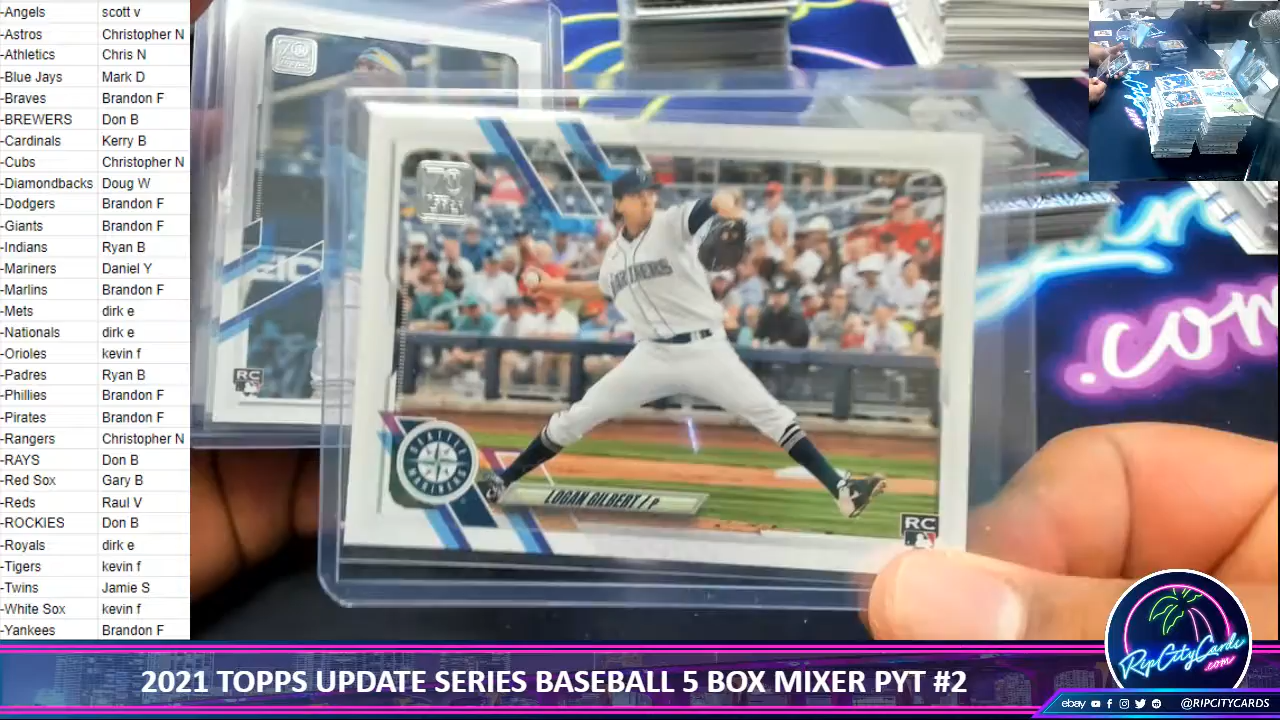 -Angels scott v
-Astros Christopher N
-Athletics Chris N
-Blue Jays Mark D
-Braves Brandon F
-BREWERS Don B
-Cardinals Kerry B
-Cubs Christopher N
-Diamondbacks Doug W
-Dodgers Brandon F
-Giants Brandon F
-Indians Ryan B
-Mariners Daniel Y
-Marlins Brandon F
-Mets dirk e
-Nationals dirk e
-Orioles kevin f
-Padres Ryan B
-Phillies Brandon F
-Pirates Brandon F
-Rangers Christopher N
-RAYS Don B
-Red Sox Gary B
-Reds Raul V
-ROCKIES Don B
-Royals dirk e
-Tigers kevin f
-Twins Jamie S
-White Sox kevin f
-Yankees Brandon F
70
RC
70
MARINERS
SEATTLE
MARINERS
LOGAN GILBERT / P
RC
.com
RipCityCards
.com
2021 TOPPS UPDATE SERIES BASEBALL 5 BOX MIXER PYT #2
ebay @RIPCITYCARDS